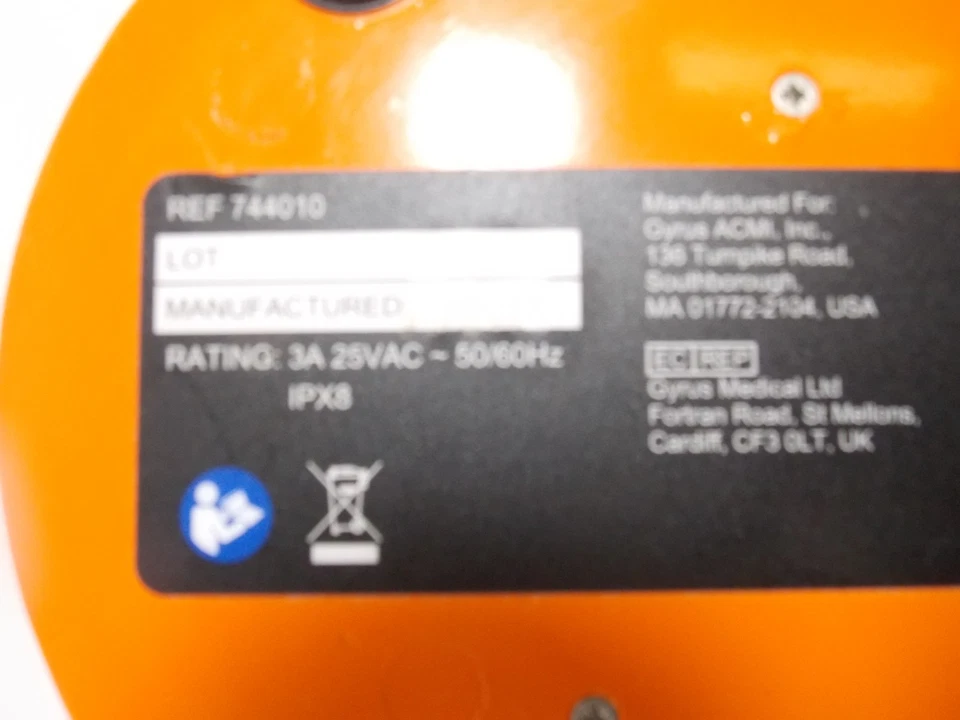 REF 744010
LOT
MANUFACTURED
RATING: 3A 25VAC ~ 50/60Hz
IPX8
Manufactured For:
Gyrus ACMI, Inc.,
136 Turnpike Road,
Southborough,
MA 01772-2104, USA
EC REP
Gyrus Medical Ltd
Fortran Road, St Mellons,
Cardiff, CF3 0LT, UK